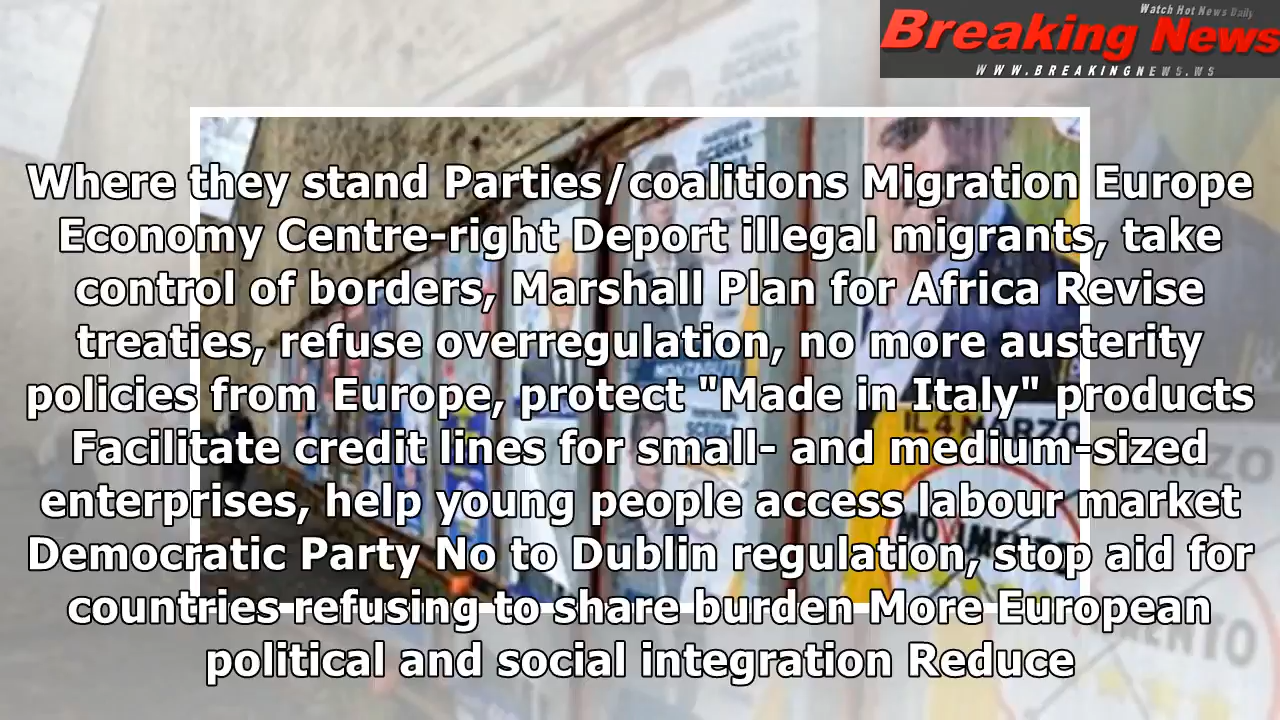 Watch Hot News Daily
Breaking News
WWW.BREAKINGNEWS.WS
Where they stand Parties/coalitions Migration Europe
Economy Centre-right Deport illegal migrants, take
control of borders, Marshall Plan for Africa Revise
treaties, refuse overregulation, no more austerity
policies from Europe, protect "Made in Italy" products
Facilitate credit lines for small- and medium-sized
enterprises, help young people access labour market
Democratic Party No to Dublin regulation, stop aid for
countries refusing to share burden More European
political and social integration Reduce
IL 4 MARZO
MOVIMENTO